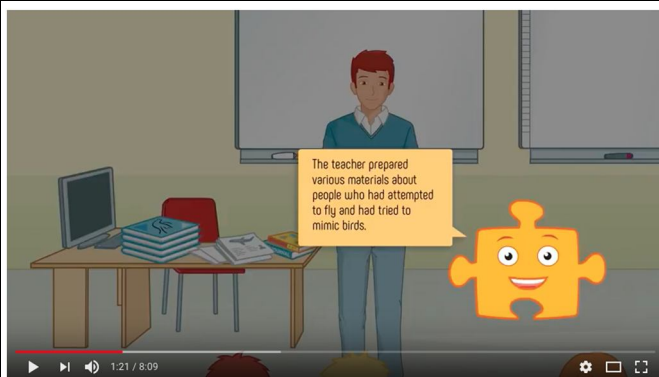 The teacher prepared
various materials about
people who had attempted
to fly and had tried to
mimic birds.
1:21 / 8:09